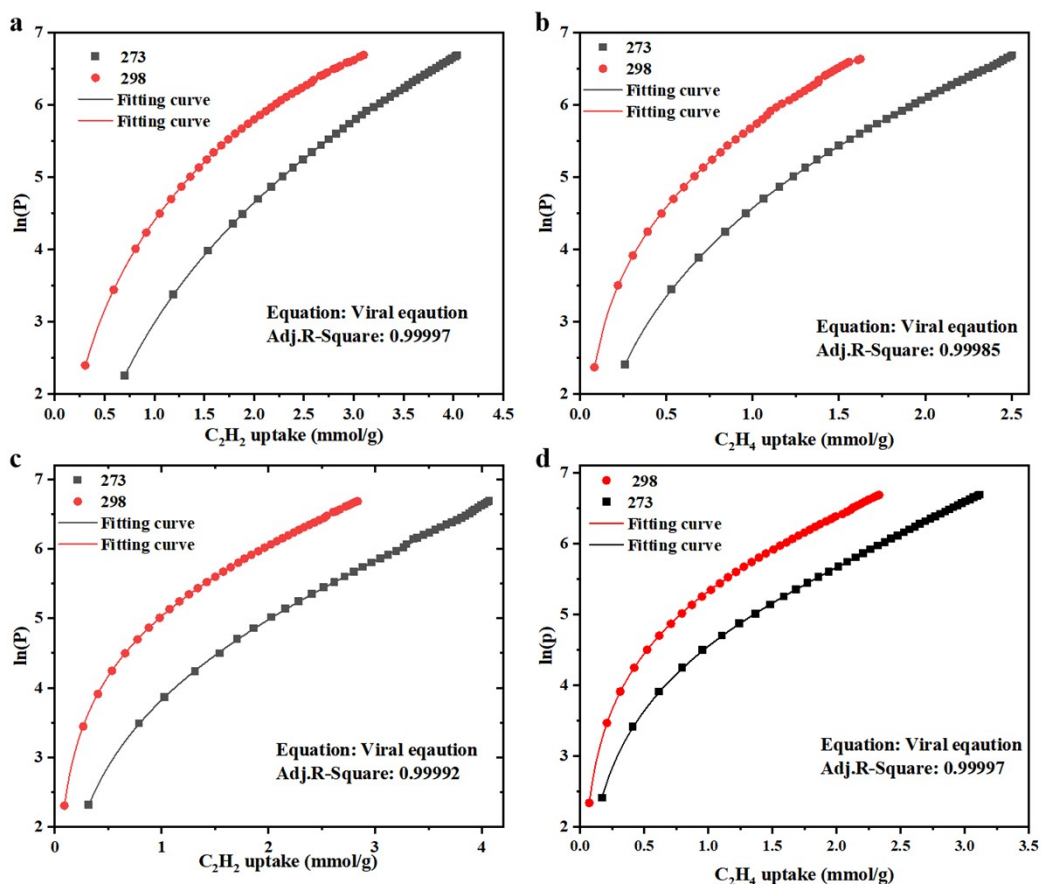 a
7
6
5
4
3
2
ln(P)
273
298
Fitting curve
Fitting curve
Equation: Viral eqaution
Adj.R-Square: 0.99997
0.0 0.5 1.0 1.5 2.0 2.5 3.0 3.5 4.0 4.5
C₂H₂ uptake (mmol/g)
b
7
6
5
4
3
2
ln(P)
273
298
Fitting curve
Fitting curve
Equation: Viral eqaution
Adj.R-Square: 0.99985
0.0 0.5 1.0 1.5 2.0 2.5
C₂H₄ uptake (mmol/g)
c
7
6
5
4
3
2
ln(P)
273
298
Fitting curve
Fitting curve
Equation: Viral eqaution
Adj.R-Square: 0.99992
0 1 2 3 4
C₂H₂ uptake (mmol/g)
d
7
6
5
4
3
2
ln(p)
298
273
Fitting curve
Fitting curve
Equation: Viral eqaution
Adj.R-Square: 0.99997
0.0 0.5 1.0 1.5 2.0 2.5 3.0 3.5
C₂H₄ uptake (mmol/g)